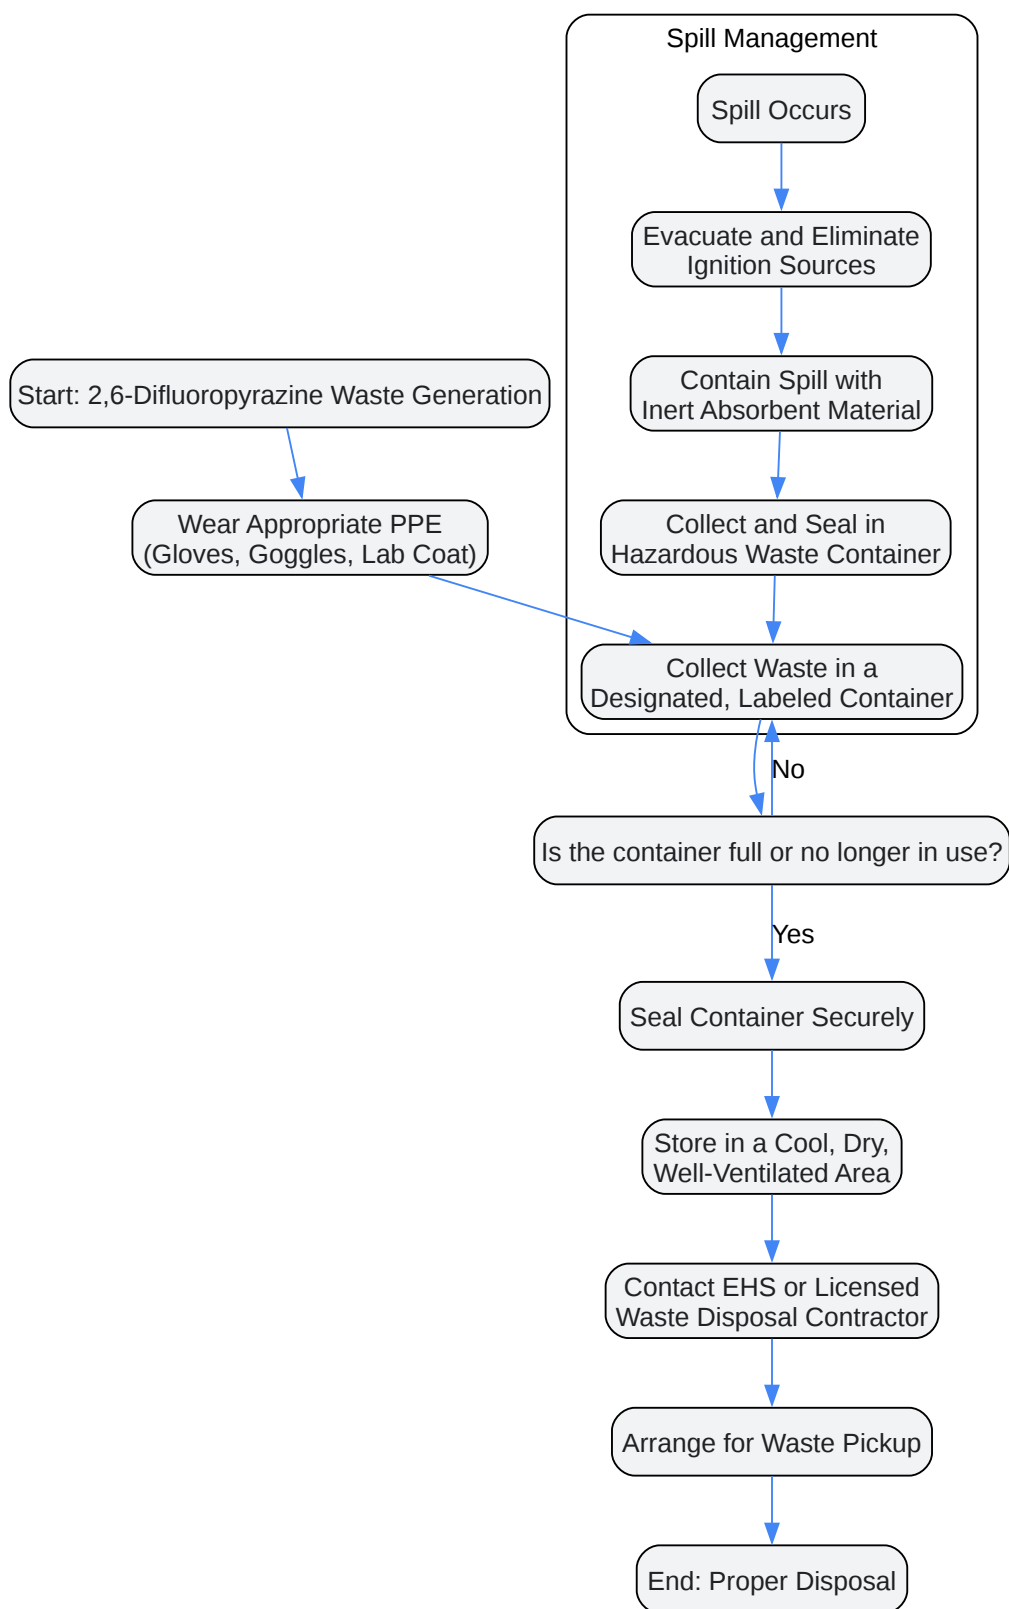 Spill Management
Spill Occurs
Evacuate and Eliminate
Ignition Sources
Contain Spill with
Inert Absorbent Material
Start: 2,6-Difluoropyrazine Waste Generation
Wear Appropriate PPE
(Gloves, Goggles, Lab Coat)
Collect and Seal in
Hazardous Waste Container
Collect Waste in a
Designated, Labeled Container
No
Is the container full or no longer in use?
Yes
Seal Container Securely
Store in a Cool, Dry,
Well-Ventilated Area
Contact EHS or Licensed
Waste Disposal Contractor
Arrange for Waste Pickup
End: Proper Disposal